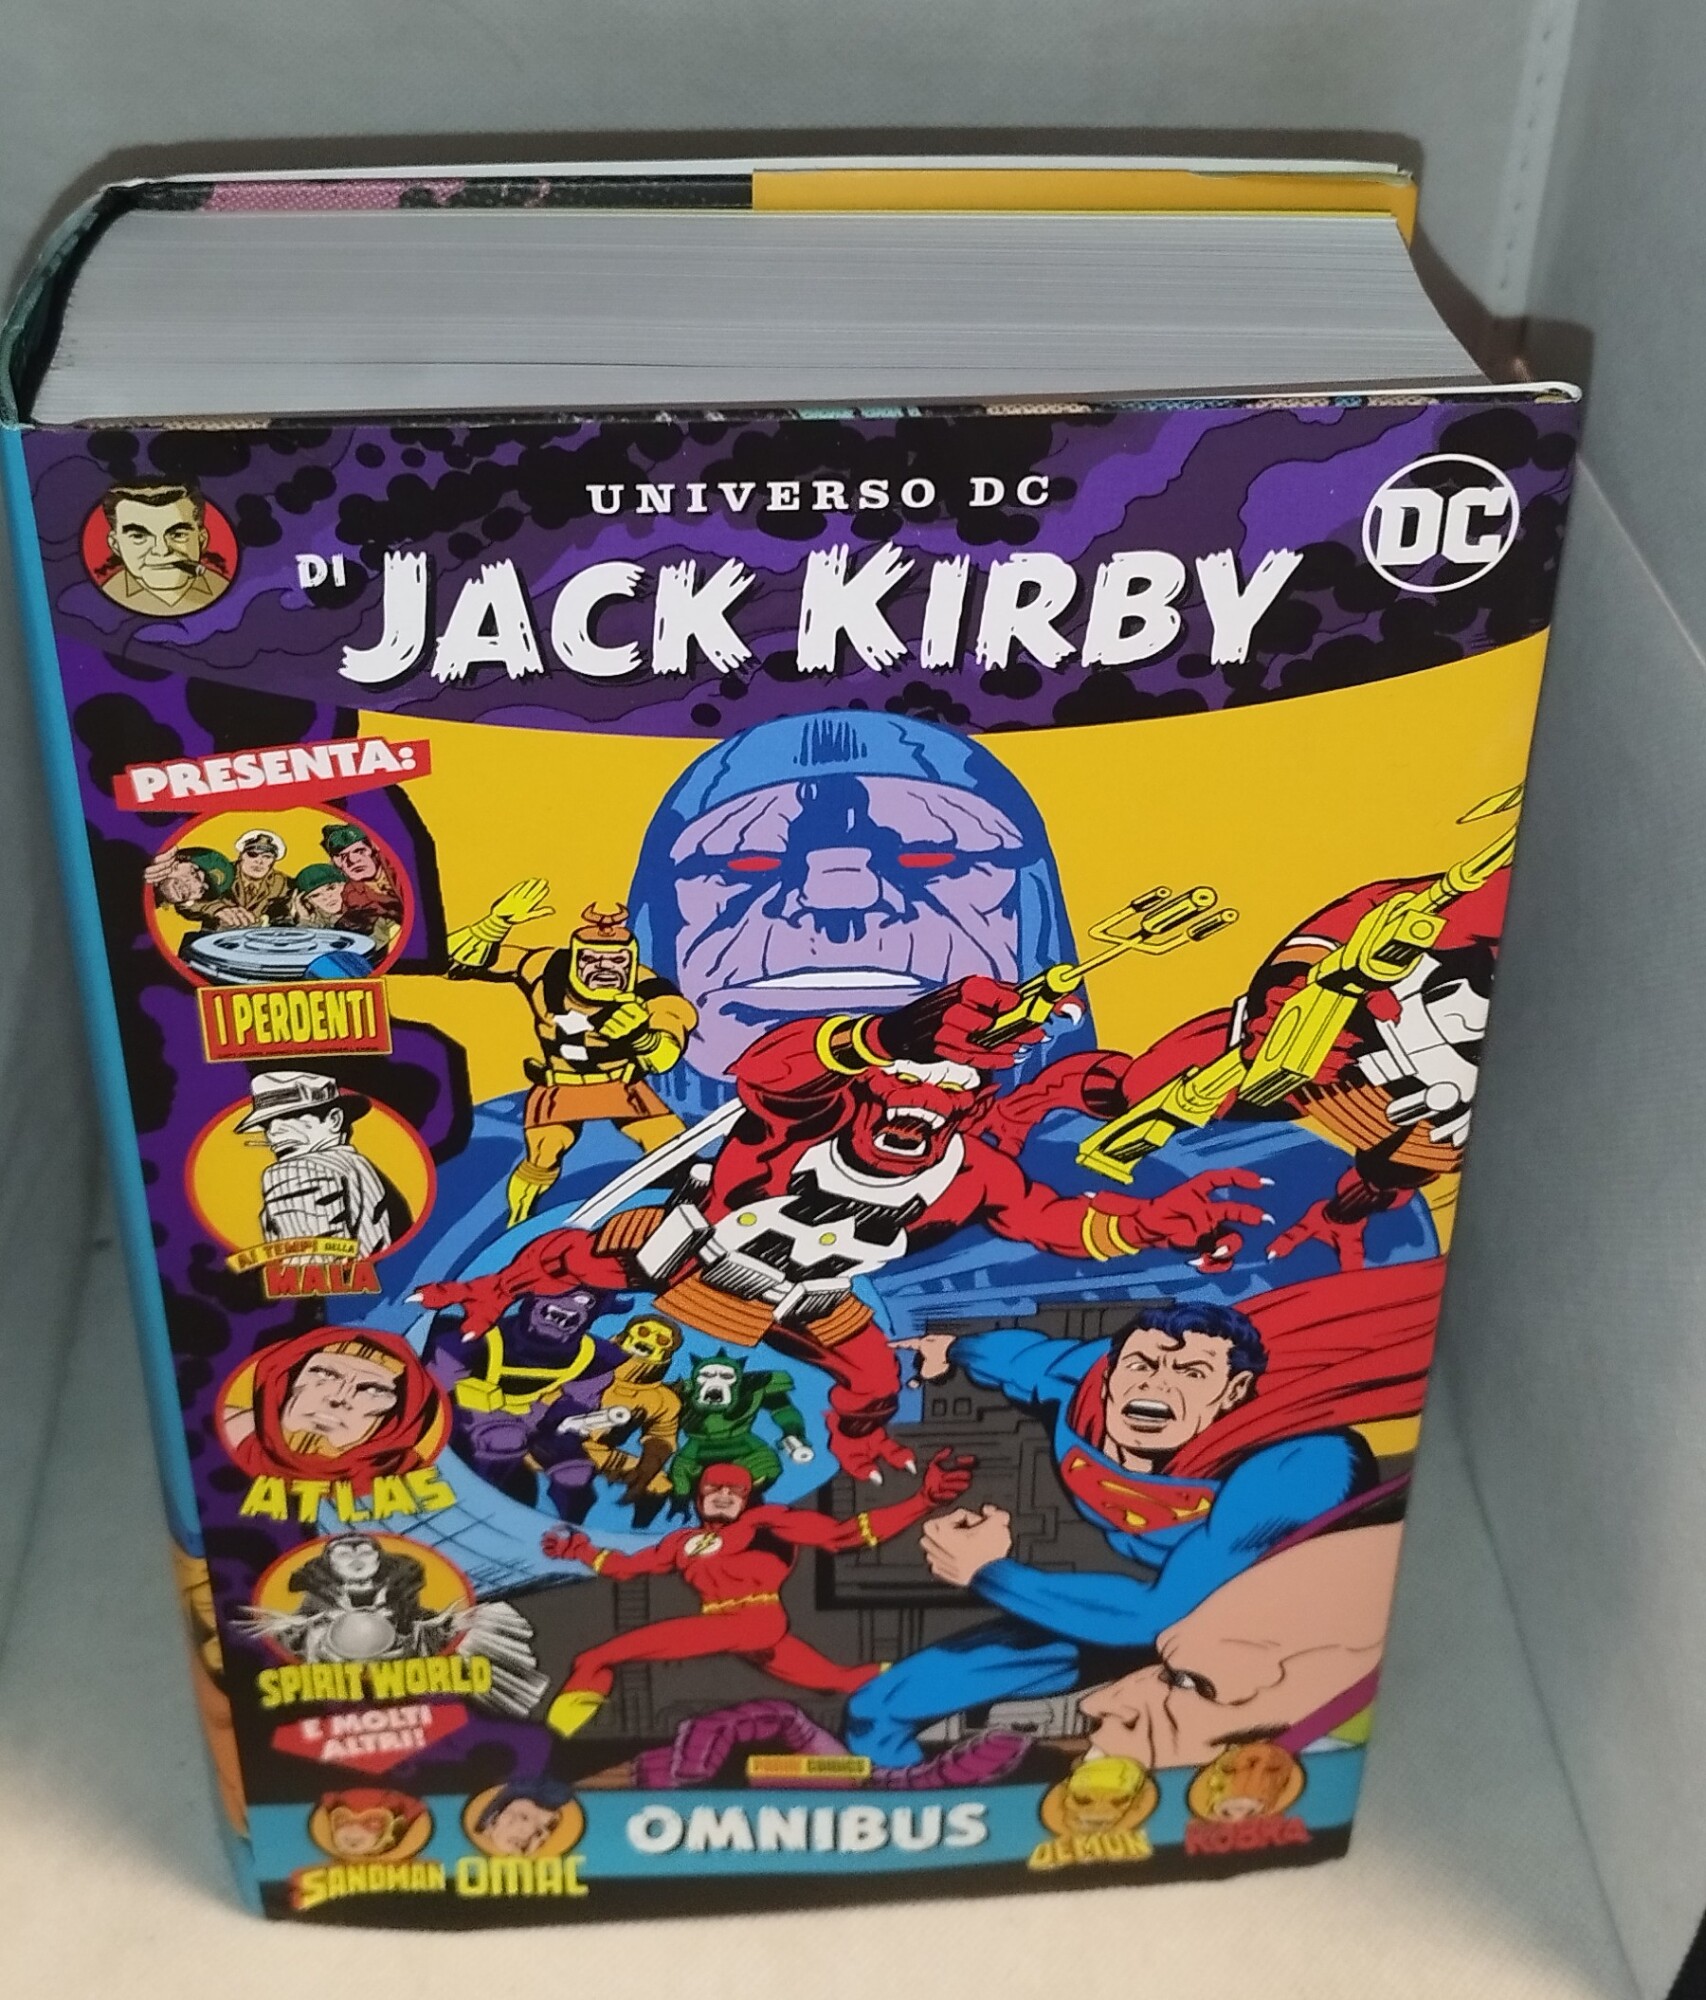 UNIVERSO DC
DI JACK KIRBY
DC
PRESENTA:
I PERDENTI
AI TEMPI DELLA
MALA
ATLAS
SPIRIT WORLD
E MOLTI
ALTRI!
PANINI COMICS
SANDMAN
OMAC
OMNIBUS
DEMON
KOBRA